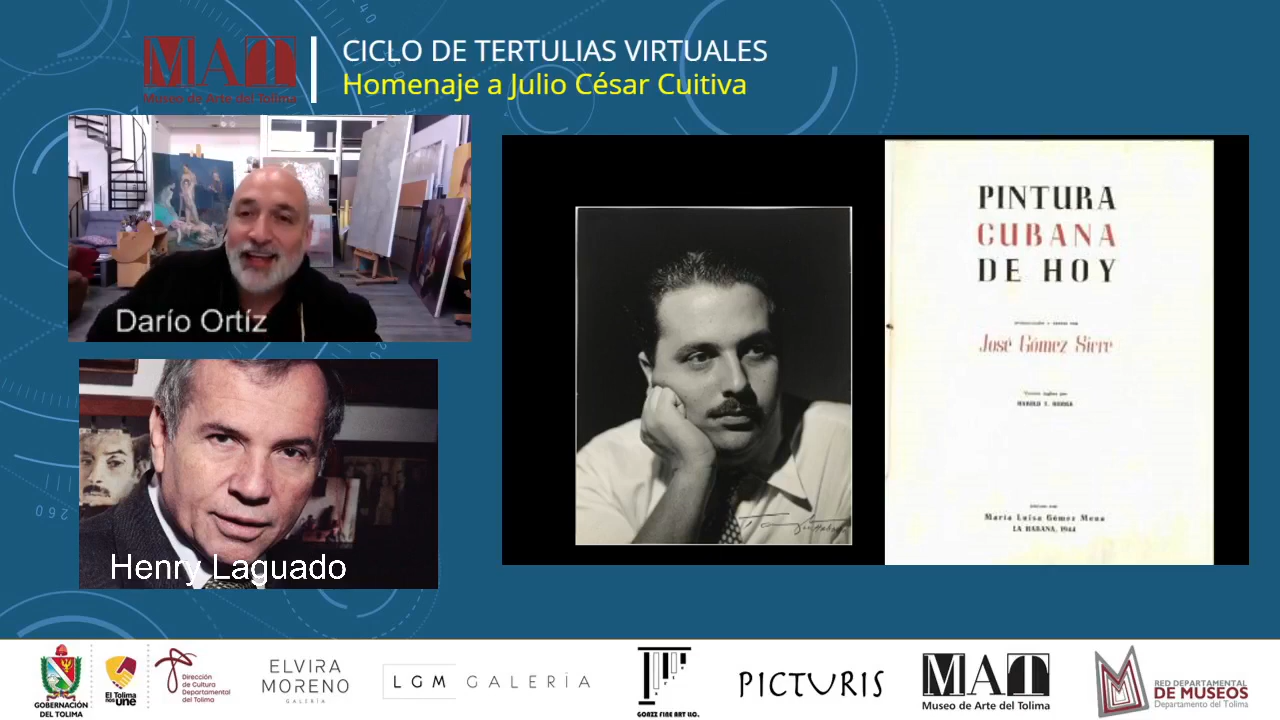 MAT
Museo de Arte del Tolima
CICLO DE TERTULIAS VIRTUALES
Homenaje a Julio César Cuitiva
Darío Ortíz
Henry Laguado
PINTURA
CUBANA
DE HOY
José Gómez Sicre
María Luisa Gómez Mena
LA HABANA, 1944
260
GOBERNACIÓN
DEL TOLIMA
El Tolima
nos UNE
Dirección
de Cultura
Departamental
del Tolima
ELVIRA
MORENO
GALERÍA
LGM GALERÍA
GONZZ FINE ART LLC.
PICTURIS
MAT
Museo de Arte del Tolima
RED DEPARTAMENTAL
DE MUSEOS
Departamento del Tolima